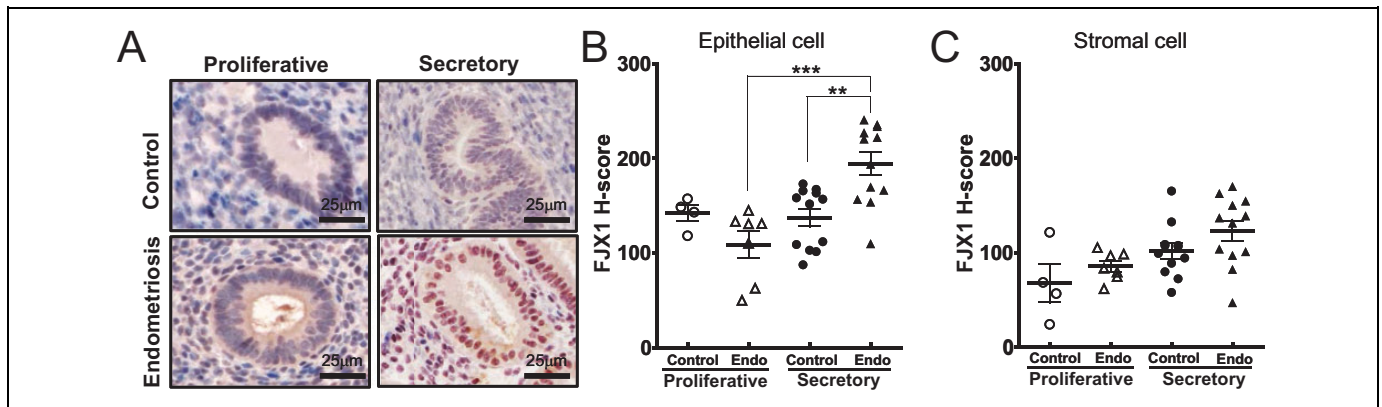 A
Proliferative
Secretory
Control
25μm
25μm
Endometriosis
25μm
25μm
B
Epithelial cell
FJX1 H-score
300
200
100
0
***
**
Control Endo Control Endo
Proliferative Secretory
C
Stromal cell
FJX1 H-score
300
200
100
0
Control Endo Control Endo
Proliferative Secretory